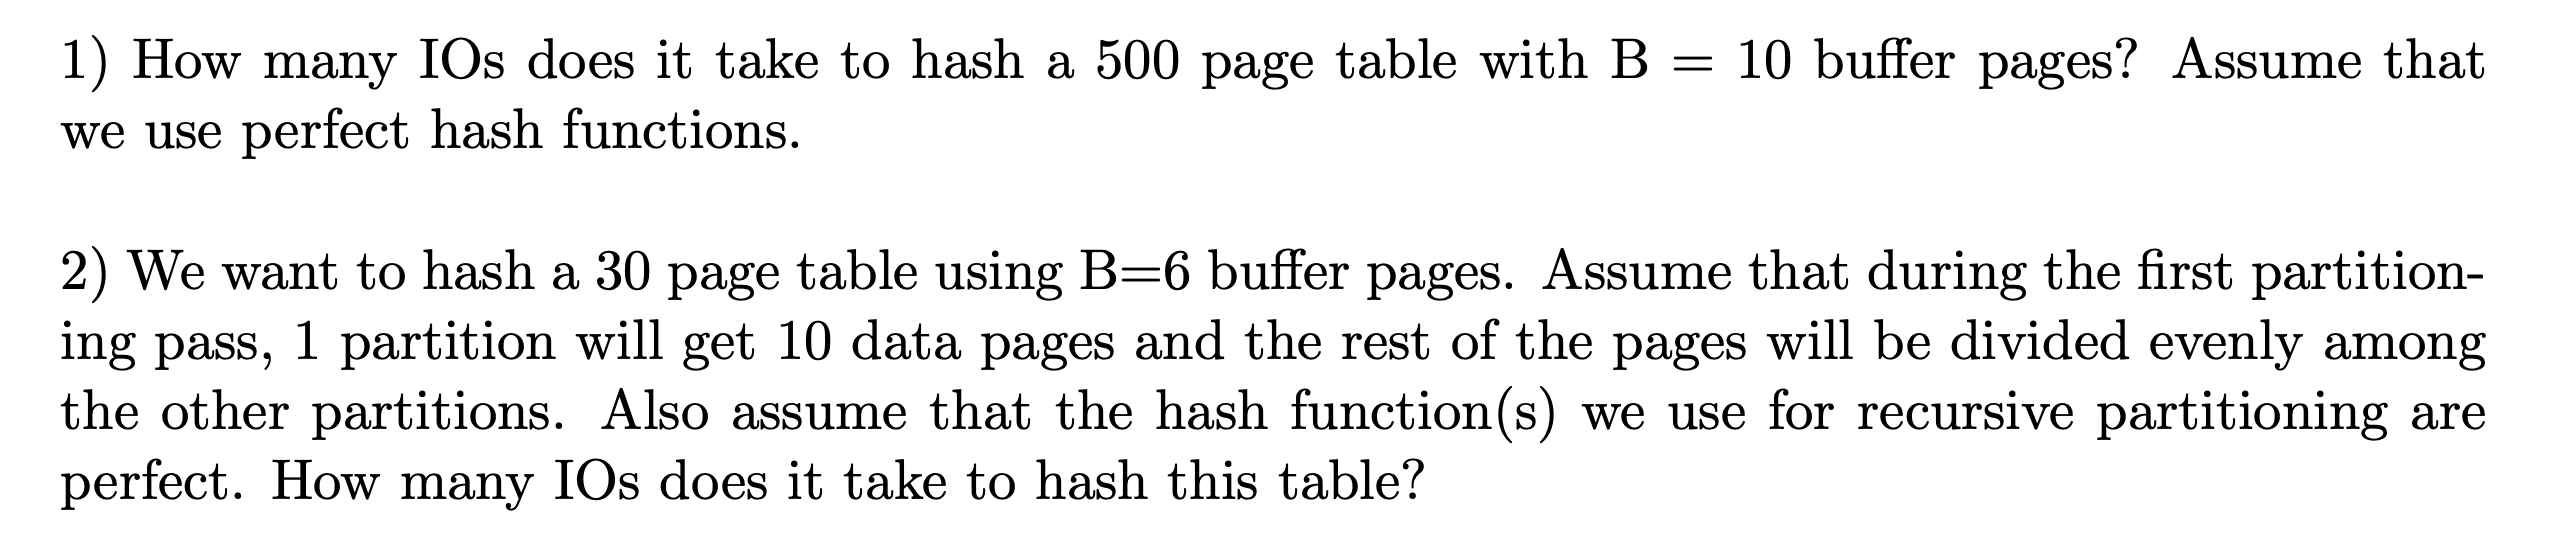 1) How many IOs does it take to hash a 500 page table with B = 10 buffer pages? Assume that
we use perfect hash functions.
2) We want to hash a 30 page table using B=6 buffer pages. Assume that during the first partition-
ing pass, 1 partition will get 10 data pages and the rest of the pages will be divided evenly among
the other partitions. Also assume that the hash function(s) we use for recursive partitioning are
perfect. How many IOs does it take to hash this table?